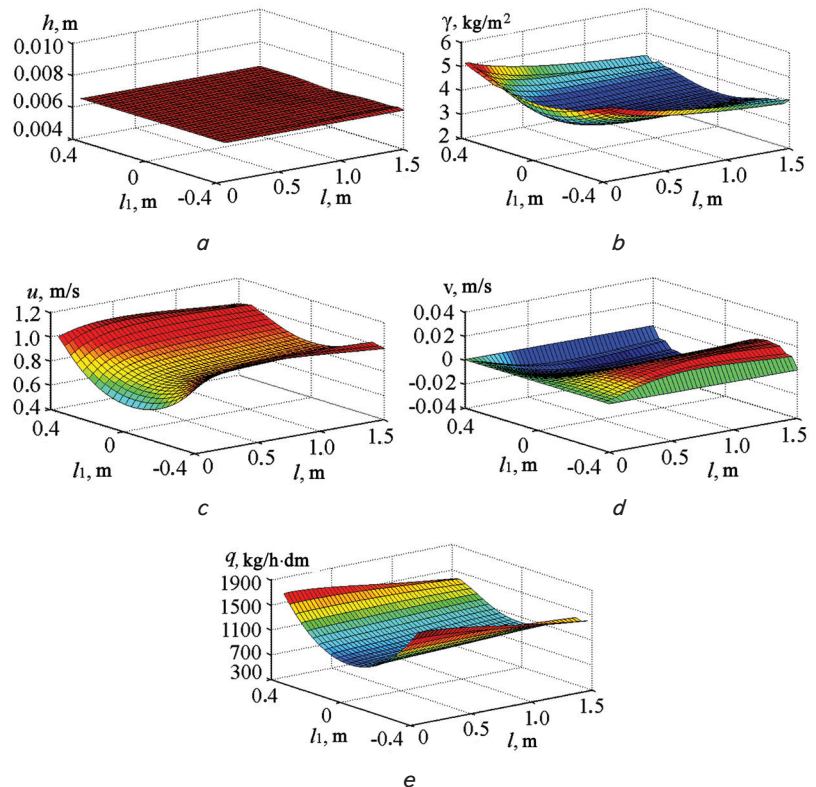 h, m
0.010
0.008
0.006
0.004
0.4
0
-0.4
l₁, m
0
0.5
1.0
1.5
l, m
a
γ, kg/m²
6
5
4
3
2
0.4
0
-0.4
l₁, m
0
0.5
1.0
1.5
l, m
b
u, m/s
1.2
1.0
0.8
0.6
0.4
0.4
0
-0.4
l₁, m
0
0.5
1.0
1.5
l, m
c
v, m/s
0.04
0.02
0
-0.02
-0.04
0.4
0
-0.4
l₁, m
0
0.5
1.0
1.5
l, m
d
q, kg/h·dm
1900
1500
1100
700
300
0.4
0
-0.4
l₁, m
0
0.5
1.0
1.5
l, m
e